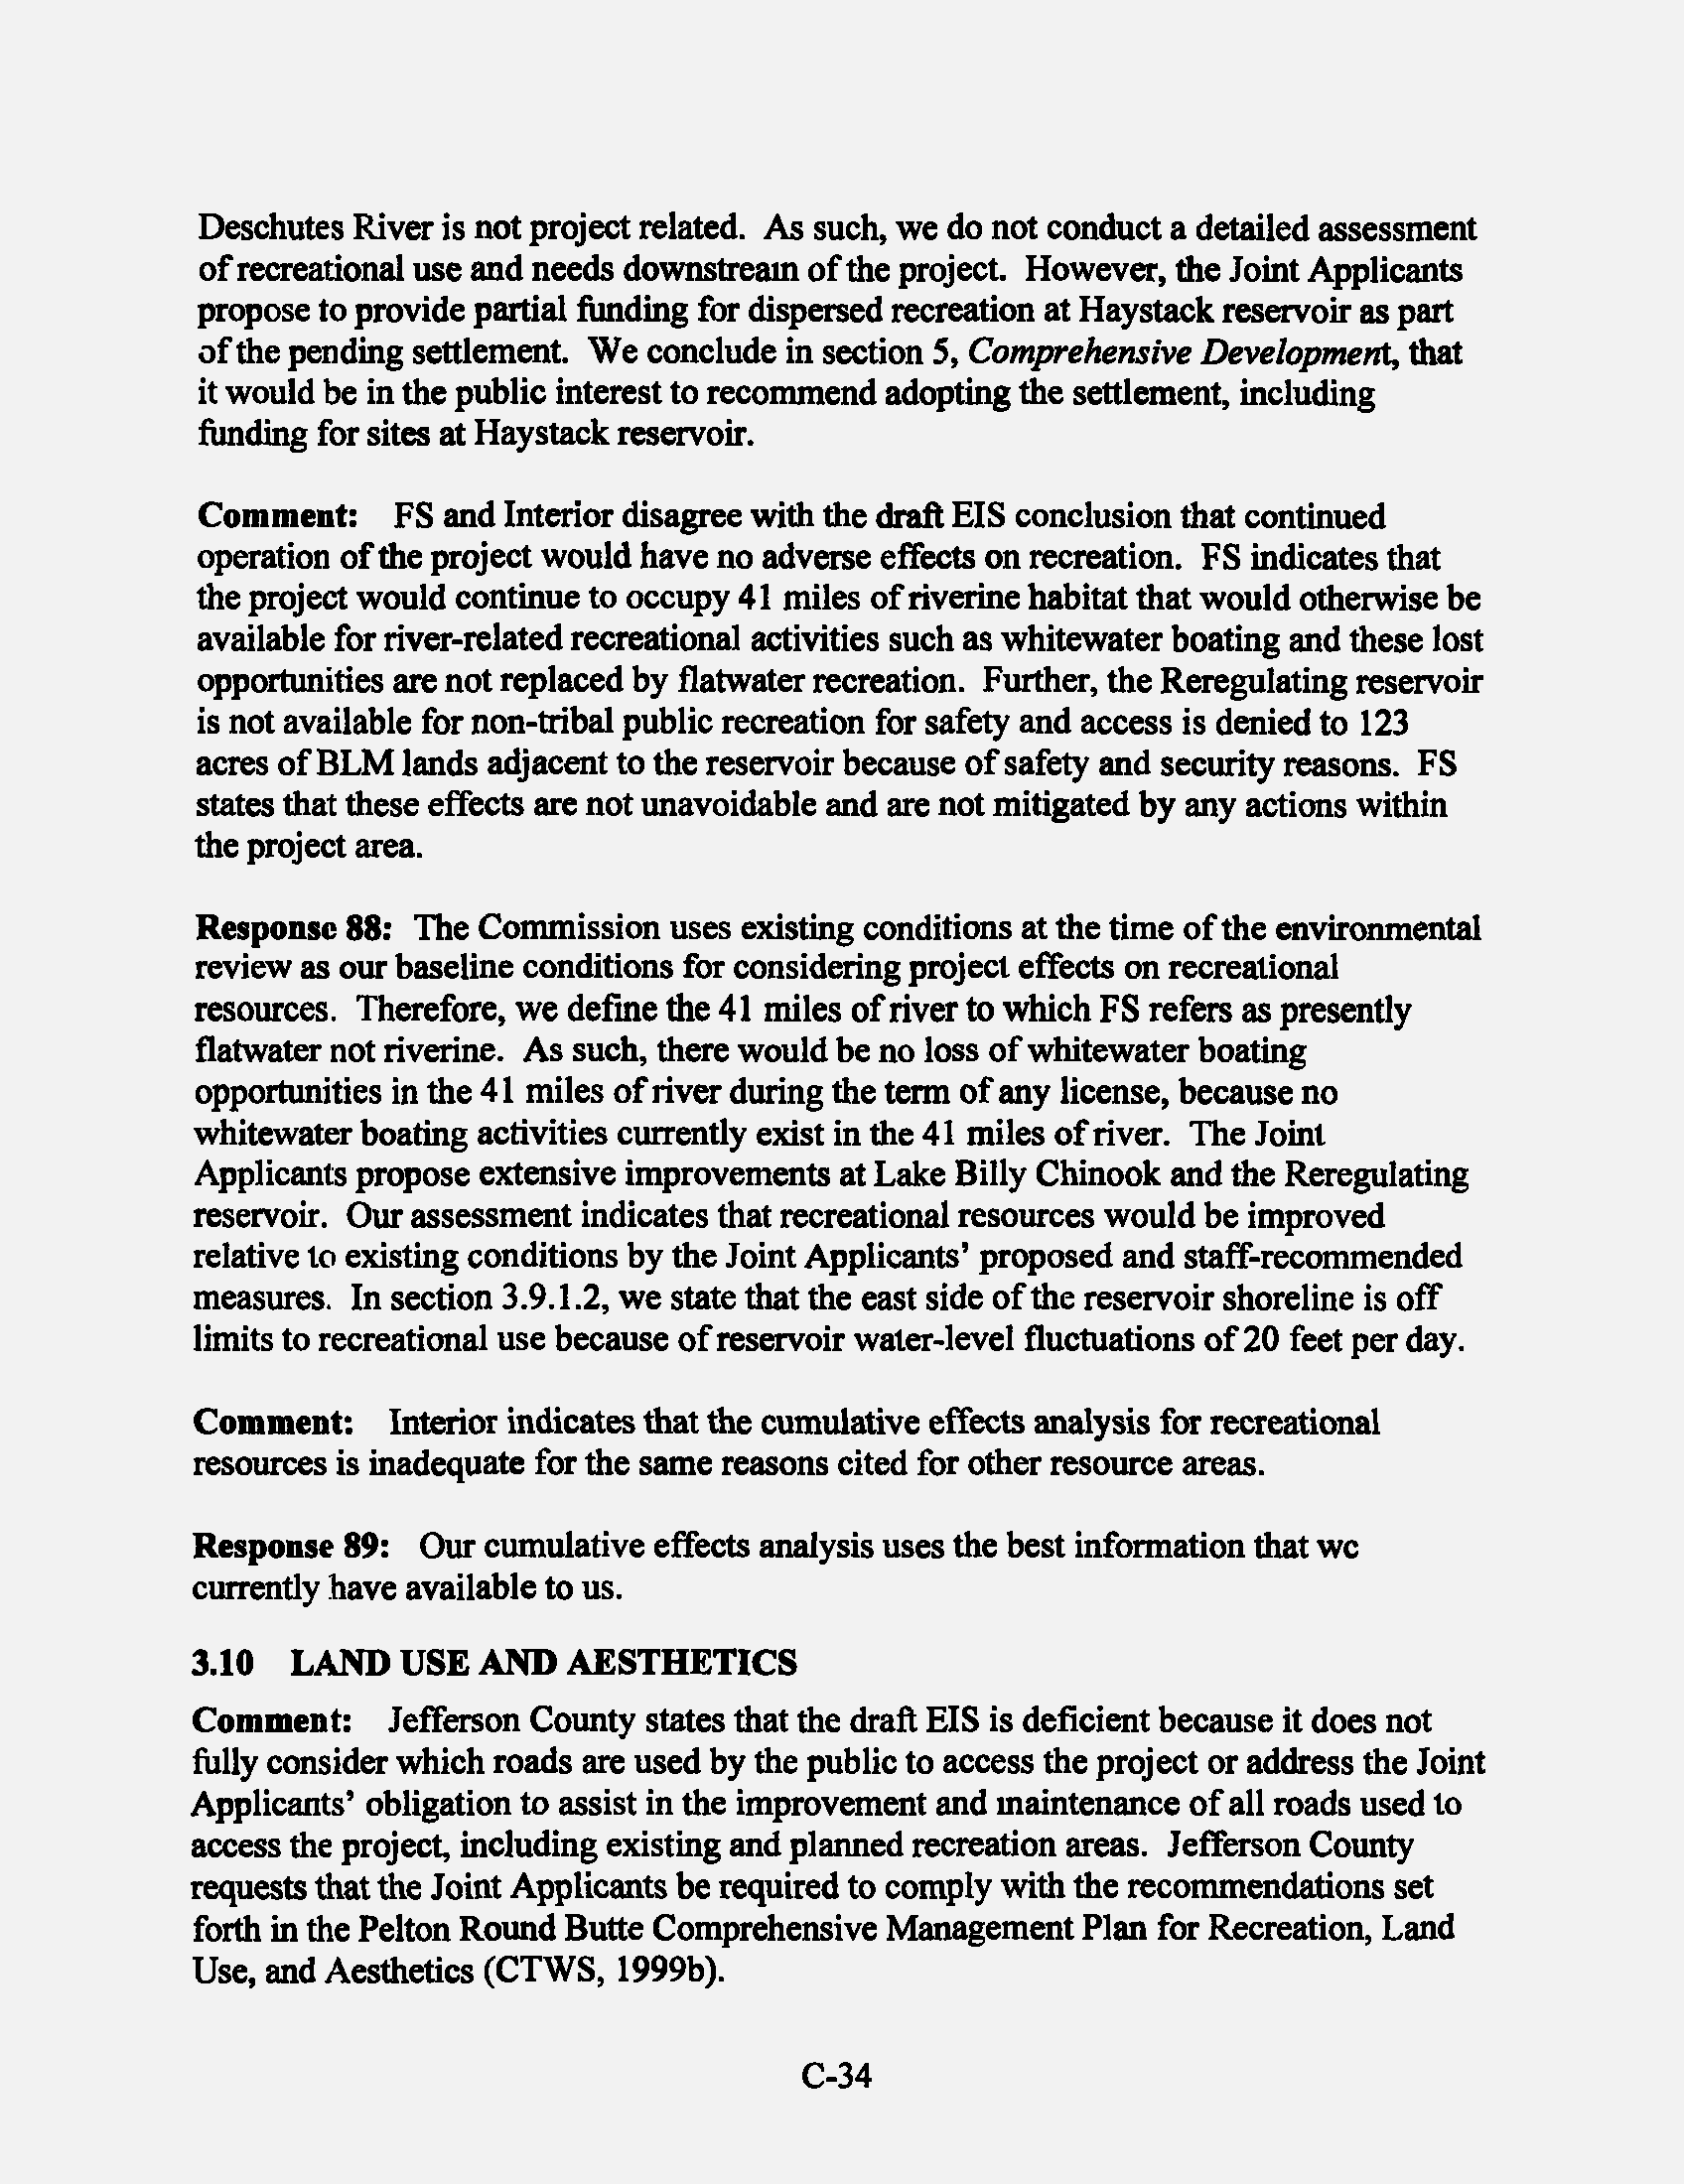 Deschutes River is not project related. As such, we do not conduct a detailed assessment
of recreational use and needs downstream of the project. However, the Joint Applicants
propose to provide partial funding for dispersed recreation at Haystack reservoir as part
of the pending settlement. We conclude in section 5, Comprehensive Development, that
it would be in the public interest to recommend adopting the settlement, including
funding for sites at Haystack reservoir.
Comment: FS and Interior disagree with the draft EIS conclusion that continued
operation of the project would have no adverse effects on recreation. FS indicates that
the project would continue to occupy 41 miles of riverine habitat that would otherwise be
available for river-related recreational activities such as whitewater boating and these lost
opportunities are not replaced by flatwater recreation. Further, the Reregulating reservoir
is not available for non-tribal public recreation for safety and access is denied to 123
acres of BLM lands adjacent to the reservoir because of safety and security reasons. FS
states that these effects are not unavoidable and are not mitigated by any actions within
the project area.
Response 88: The Commission uses existing conditions at the time of the environmental
review as our baseline conditions for considering project effects on recreational
resources. Therefore, we define the 41 miles of river to which FS refers as presently
flatwater not riverine. As such, there would be no loss of whitewater boating
opportunities in the 41 miles of river during the term of any license, because no
whitewater boating activities currently exist in the 41 miles of river. The Joint
Applicants propose extensive improvements at Lake Billy Chinook and the Reregulating
reservoir. Our assessment indicates that recreational resources would be improved
relative to existing conditions by the Joint Applicants' proposed and staff-recommended
measures. In section 3.9.1.2, we state that the east side of the reservoir shoreline is off
limits to recreational use because of reservoir water-level fluctuations of 20 feet per day.
Comment: Interior indicates that the cumulative effects analysis for recreational
resources is inadequate for the same reasons cited for other resource areas.
Response 89: Our cumulative effects analysis uses the best information that we
currently have available to us.
3.10 LAND USE AND AESTHETICS
Comment: Jefferson County states that the draft EIS is deficient because it does not
fully consider which roads are used by the public to access the project or address the Joint
Applicants' obligation to assist in the improvement and maintenance of all roads used to
access the project, including existing and planned recreation areas. Jefferson County
requests that the Joint Applicants be required to comply with the recommendations set
forth in the Pelton Round Butte Comprehensive Management Plan for Recreation, Land
Use, and Aesthetics (CTWS, 1999b).
C-34